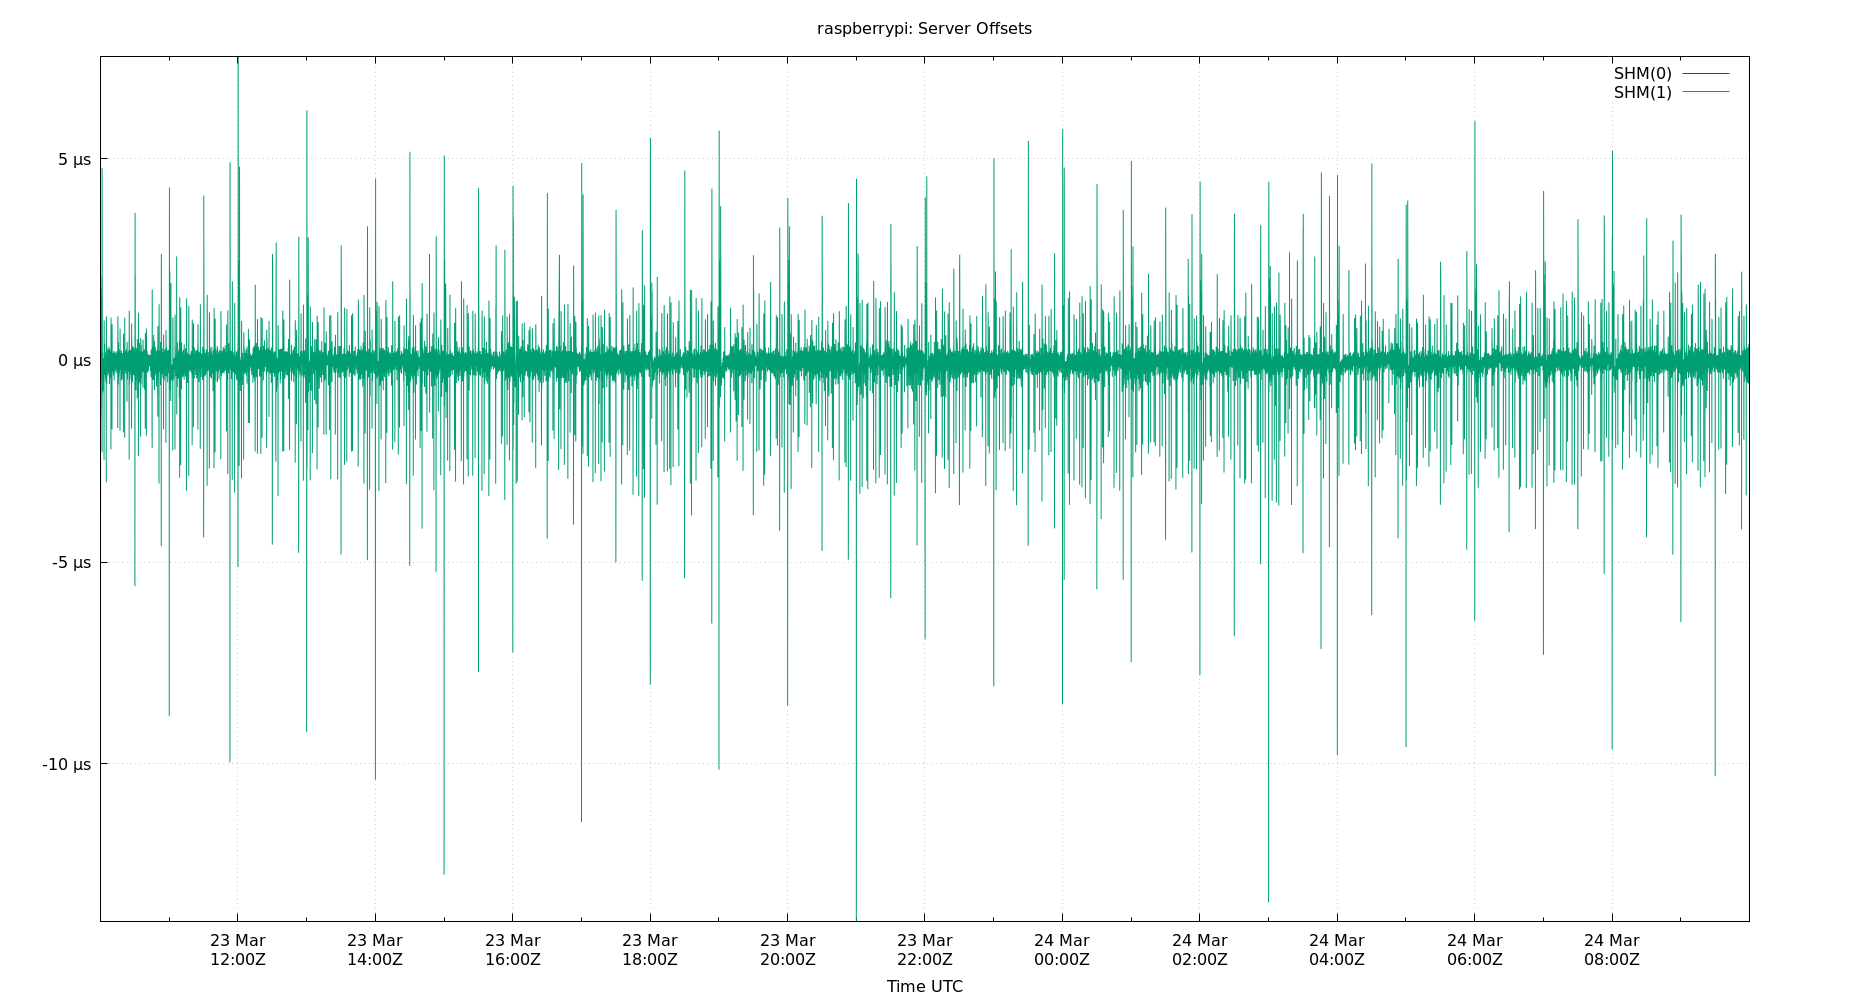 raspberrypi: Server Offsets
SHM(0)
SHM(1)
5 µs
0 µs
-5 µs
-10 µs
23 Mar 23 Mar 23 Mar 23 Mar 23 Mar 23 Mar 24 Mar 24 Mar 24 Mar 24 Mar 24 Mar
12:00Z 14:00Z 16:00Z 18:00Z 20:00Z 22:00Z 00:00Z 02:00Z 04:00Z 06:00Z 08:00Z
Time UTC